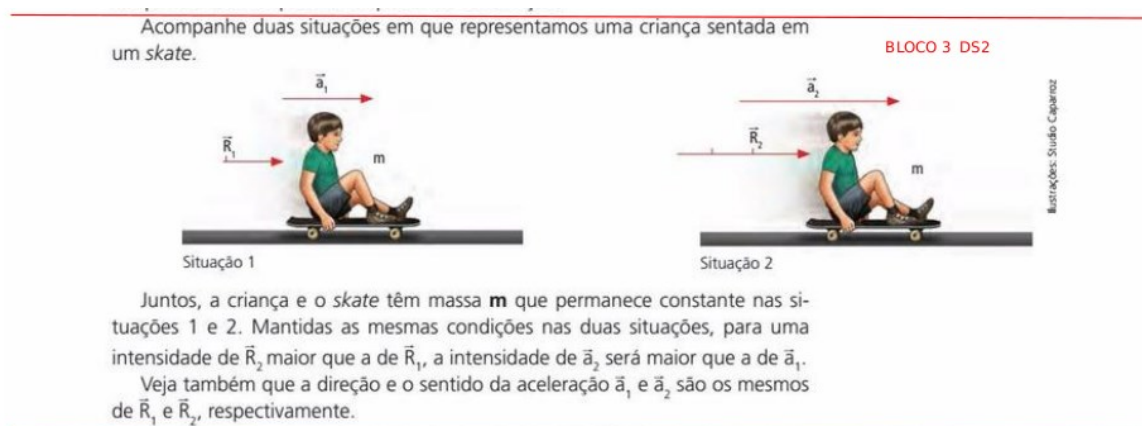 Acompanhe duas situações em que representamos uma criança sentada em
um skate.
BLOCO 3 DS2
a⃗₁
R⃗₁
m
Situação 1
a⃗₂
R⃗₂
m
Situação 2
Ilustrações: Studio Caparroz
Juntos, a criança e o skate têm massa m que permanece constante nas si-
tuações 1 e 2. Mantidas as mesmas condições nas duas situações, para uma
intensidade de R⃗₂ maior que a de R⃗₁, a intensidade de a⃗₂ será maior que a de a⃗₁.
Veja também que a direção e o sentido da aceleração a⃗₁ e a⃗₂ são os mesmos
de R⃗₁ e R⃗₂, respectivamente.